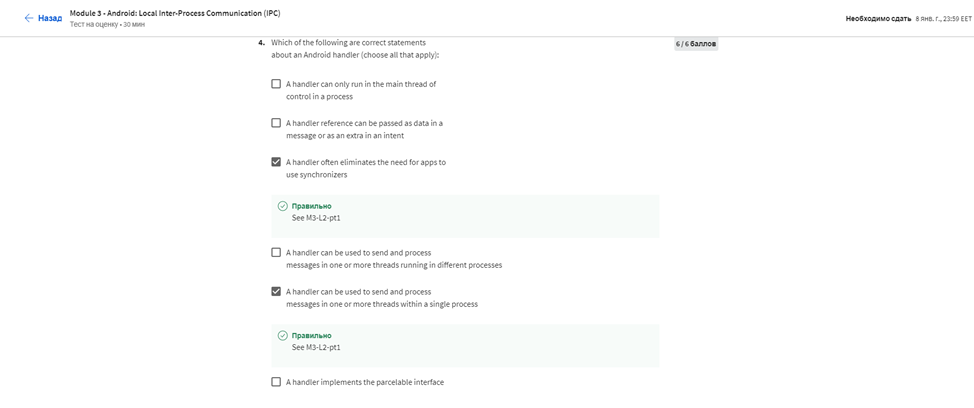 Назад
Module 3 - Android: Local Inter-Process Communication (IPC)
Тест на оценку • 30 мин
Необходимо сдать 8 янв. г., 23:59 EET
4. Which of the following are correct statements
about an Android handler (choose all that apply):
6 / 6 баллов
A handler can only run in the main thread of
control in a process
A handler reference can be passed as data in a
message or as an extra in an intent
A handler often eliminates the need for apps to
use synchronizers
Правильно
See M3-L2-pt1
A handler can be used to send and process
messages in one or more threads running in different processes
A handler can be used to send and process
messages in one or more threads within a single process
Правильно
See M3-L2-pt1
A handler implements the parcelable interface